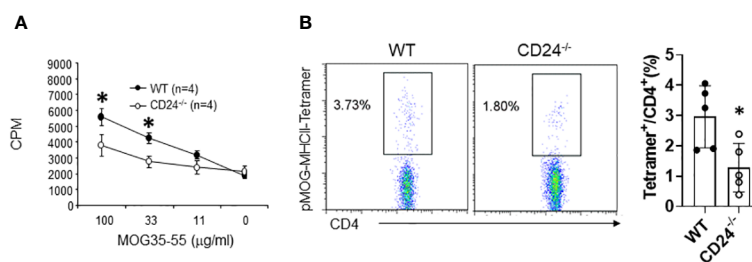 A
9000
8000
7000
6000
5000
4000
3000
2000
1000
0
CPM
WT (n=4)
CD24-/- (n=4)
*
*
100 33 11 0
MOG35-55 (µg/ml)
B
WT
CD24-/-
pMOG-MHCII-Tetramer
3.73%
1.80%
CD4
Tetramer+/CD4+(%)
5
4
3
2
1
0
*
WT
CD24-/-